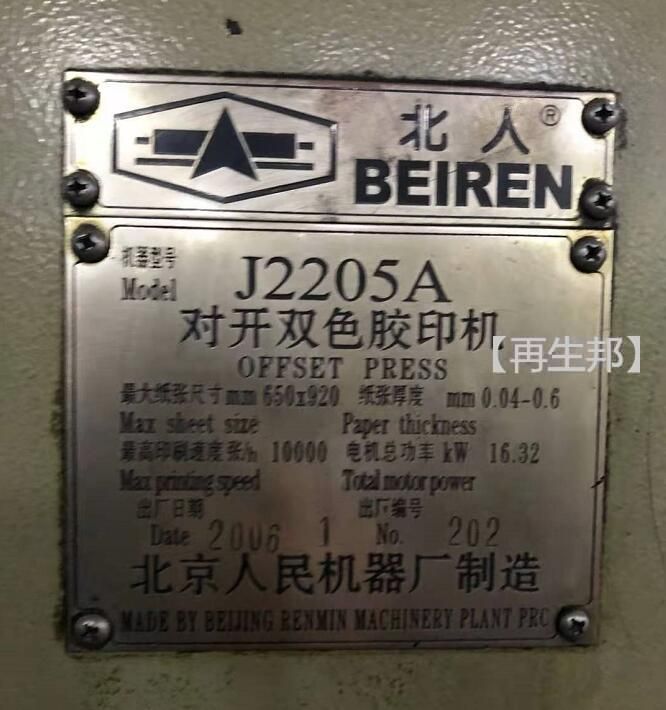 北人®
BEIREN
机器型号
Model J2205A
对开双色胶印机
【再生邦】
OFFSET PRESS
最大纸张尺寸mm 650x920 纸张厚度 mm 0.04-0.6
Max sheet size Paper thickness
最高印刷速度张/h 10000 电机总功率kW 16.32
Max printing speed Total motor power
出厂日期 出厂编号
Date 2006 1 No. 202
北京人民机器厂制造
MADE BY BEIJING RENMIN MACHINERY PLANT PRC